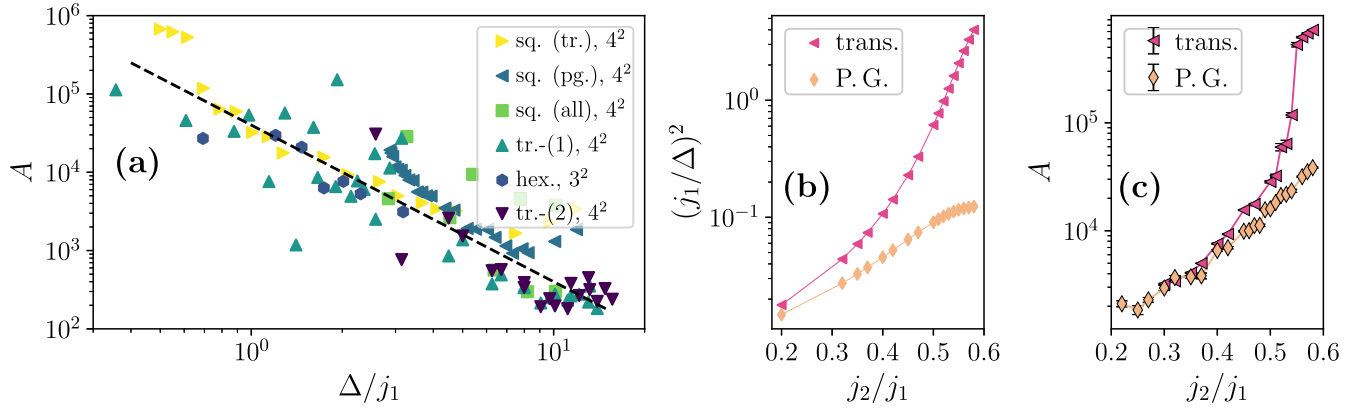 10^6
10^5
10^4
10^3
10^2
A
(a)
sq. (tr.), 4^2
sq. (pg.), 4^2
sq. (all), 4^2
tr.-(1), 4^2
hex., 3^2
tr.-(2), 4^2
10^0
10^1
Δ/j_1
(j_1/Δ)^2
10^0
10^{-1}
trans.
P. G.
(b)
0.2
0.3
0.4
0.5
0.6
j_2/j_1
A
10^5
10^4
trans.
P. G.
(c)
0.2
0.3
0.4
0.5
0.6
j_2/j_1